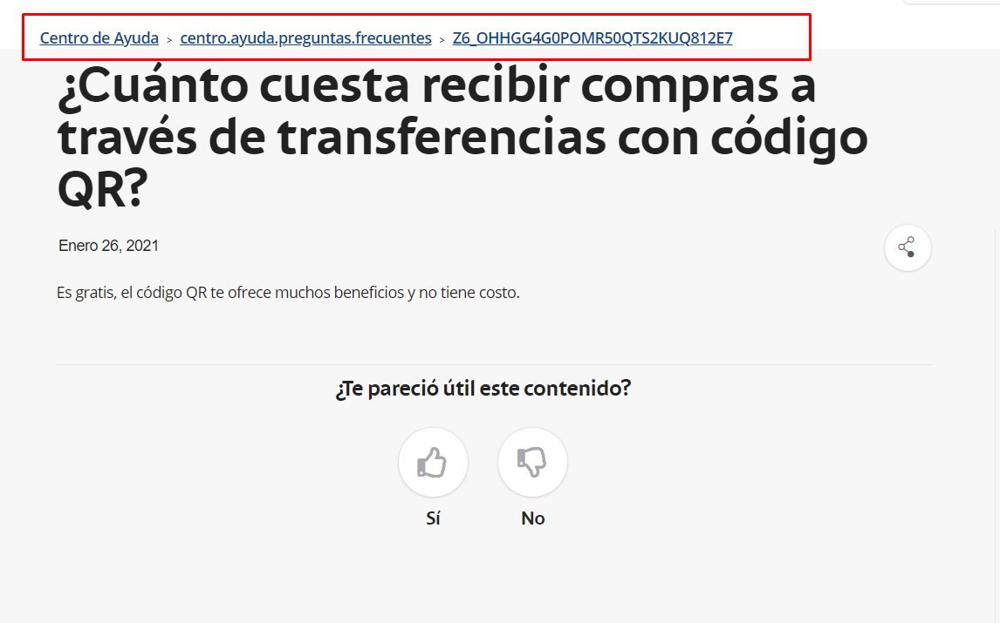 Centro de Ayuda > centro.ayuda.preguntas.frecuentes > Z6_OHHGG4G0POMR50QTS2KUQ812E7
¿Cuánto cuesta recibir compras a
través de transferencias con código
QR?
Enero 26, 2021
Es gratis, el código QR te ofrece muchos beneficios y no tiene costo.
¿Te pareció útil este contenido?
Sí
No